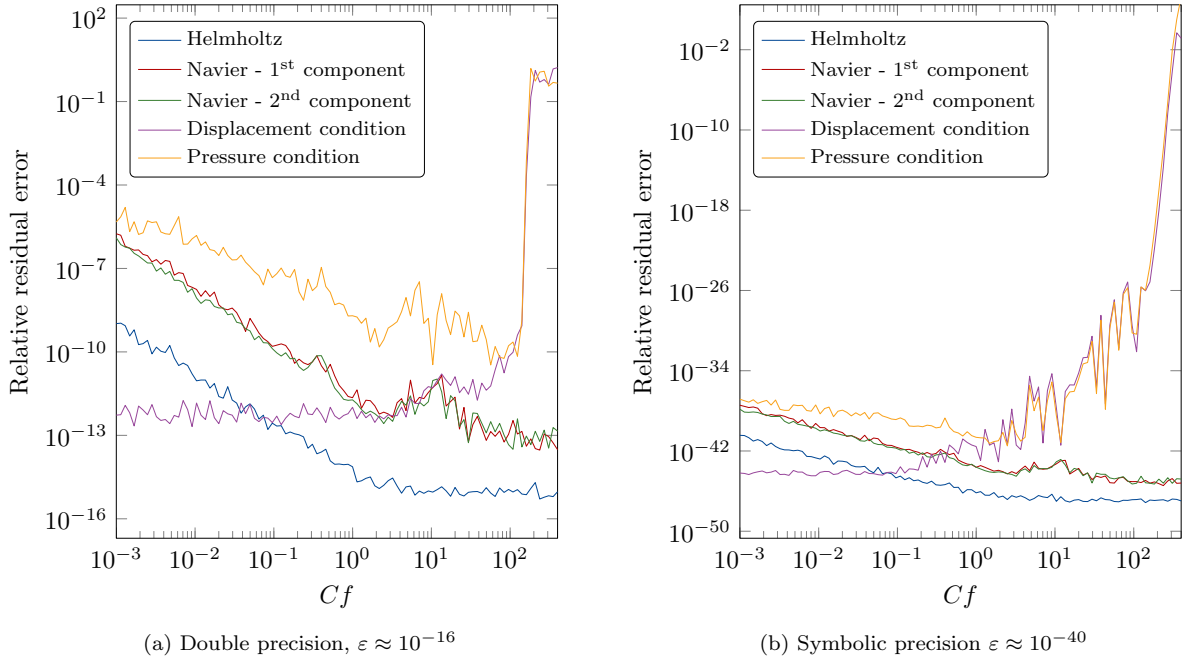 Relative residual error
10^2
10^−1
10^−4
10^−7
10^−10
10^−13
10^−16
Helmholtz
Navier - 1^st component
Navier - 2^nd component
Displacement condition
Pressure condition
10^−3 10^−2 10^−1 10^0 10^1 10^2
Cf
(a) Double precision, ε ≈ 10^−16
Relative residual error
10^−2
10^−10
10^−18
10^−26
10^−34
10^−42
10^−50
Helmholtz
Navier - 1^st component
Navier - 2^nd component
Displacement condition
Pressure condition
10^−3 10^−2 10^−1 10^0 10^1 10^2
Cf
(b) Symbolic precision ε ≈ 10^−40